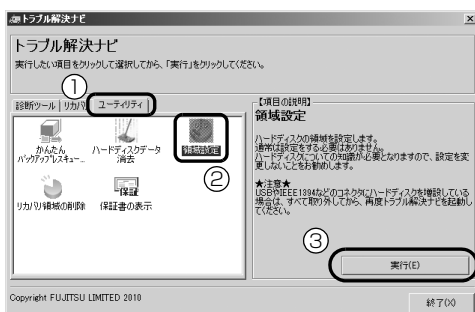 トラブル解決ナビ
トラブル解決ナビ
実行したい項目をクリックして選択してから、「実行」をクリックしてください。
①
診断ツール
リカバリ
ユーティリティ
かんたん
バックアップレスキュー...
ハードディスクデータ
消去
領域設定
②
リカバリ領域の削除
保証
保証書の表示
【項目の説明】
領域設定
ハードディスクの領域を設定します。
通常は設定をする必要はありません。
ハードディスクについての知識が必要となりますので、設定を変
更しないことをお勧めします。
★注意★
USBやIEEE1394などのコネクタにハードディスクを増設している
場合は、すべて取り外してから、再度トラブル解決ナビを起動し
てください。
③
実行(E)
Copyright FUJITSU LIMITED 2010
終了(X)